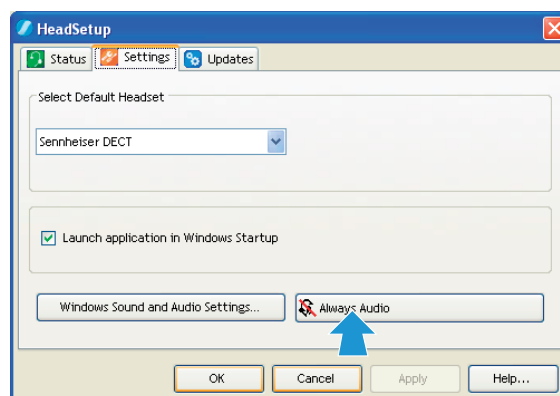 HeadSetup
Status Settings Updates
Select Default Headset
Sennheiser DECT
Launch application in Windows Startup
Windows Sound and Audio Settings... Always Audio
OK Cancel Apply Help...